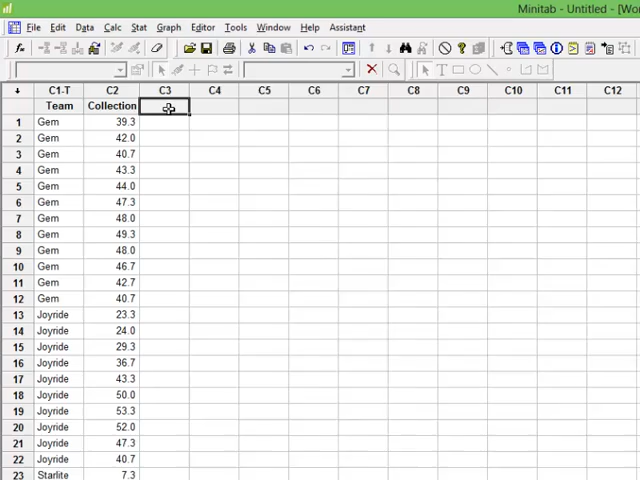 Minitab - Untitled - [Wo
File Edit Data Calc Stat Graph Editor Tools Window Help Assistant
C1-T C2 C3 C4 C5 C6 C7 C8 C9 C10 C11 C12
Team Collection
1 Gem 39.3
2 Gem 42.0
3 Gem 40.7
4 Gem 43.3
5 Gem 44.0
6 Gem 47.3
7 Gem 48.0
8 Gem 49.3
9 Gem 48.0
10 Gem 46.7
11 Gem 42.7
12 Gem 40.7
13 Joyride 23.3
14 Joyride 24.0
15 Joyride 29.3
16 Joyride 36.7
17 Joyride 43.3
18 Joyride 50.0
19 Joyride 53.3
20 Joyride 52.0
21 Joyride 47.3
22 Joyride 40.7
23 Starlite 7.3